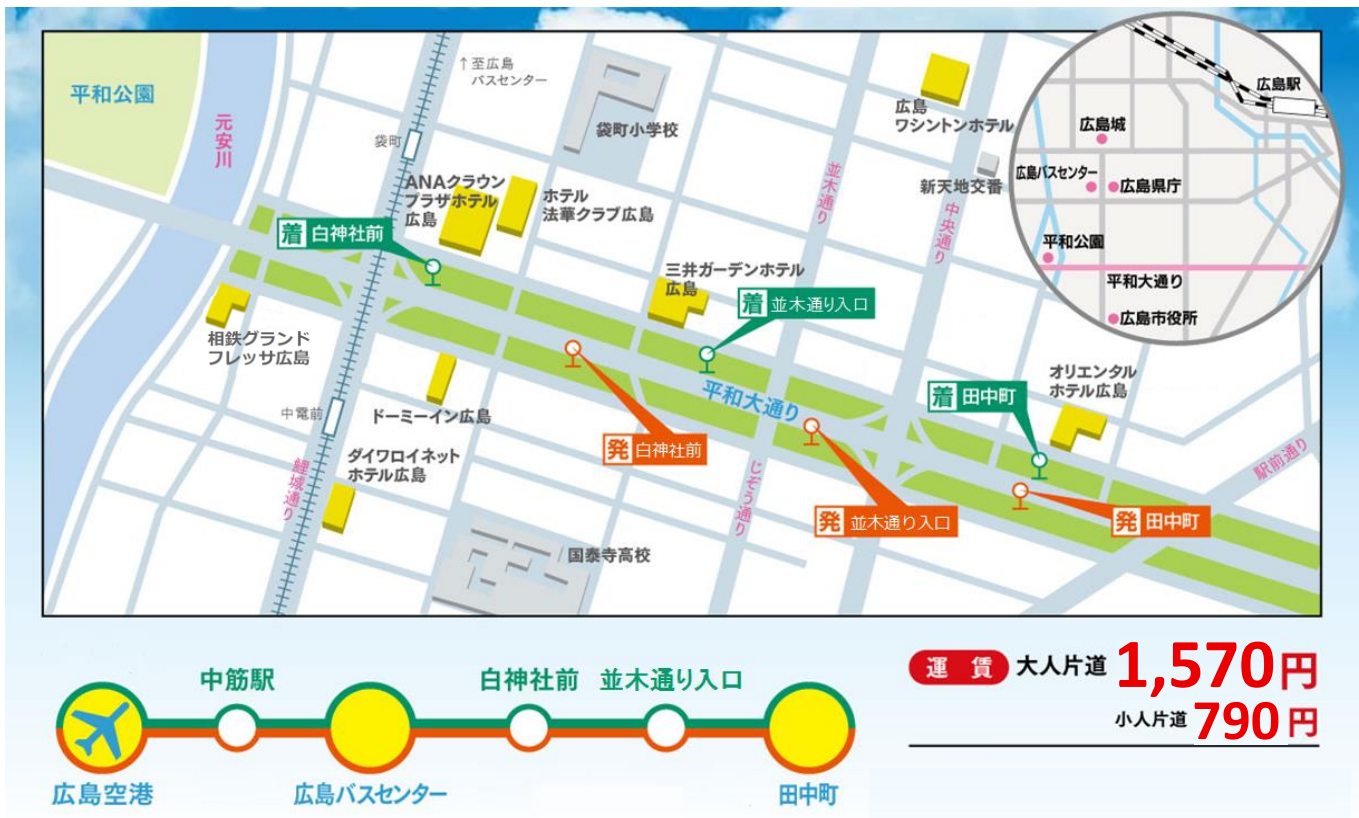 平和公園
元安川
↑至広島
バスセンター
袋町
袋町小学校
ANAクラウン
プラザホテル
広島
ホテル
法華クラブ広島
着 白神社前
相鉄グランド
フレッサ広島
中電前
鯉城通り
ドーミーイン広島
ダイワロイネット
ホテル広島
国泰寺高校
発 白神社前
三井ガーデンホテル
広島
着 並木通り入口
平和大通り
並木通り
じぞう通り
発 並木通り入口
広島
ワシントンホテル
新天地交番
中央通り
着 田中町
オリエンタル
ホテル広島
発 田中町
駅前通り
広島駅
広島城
広島バスセンター
広島県庁
平和公園
平和大通り
広島市役所
中筋駅
白神社前
並木通り入口
広島空港
広島バスセンター
田中町
運賃 大人片道 1,570円
小人片道 790円